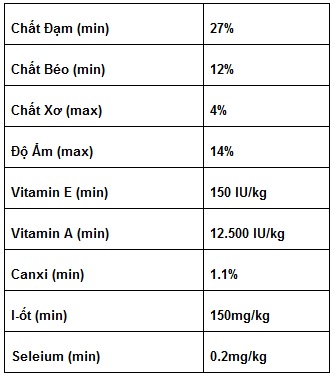 Chất Đạm (min) 27%
Chất Béo (min) 12%
Chất Xơ (max) 4%
Độ Ẩm (max) 14%
Vitamin E (min) 150 IU/kg
Vitamin A (min) 12.500 IU/kg
Canxi (min) 1.1%
I-ốt (min) 150mg/kg
Seleium (min) 0.2mg/kg